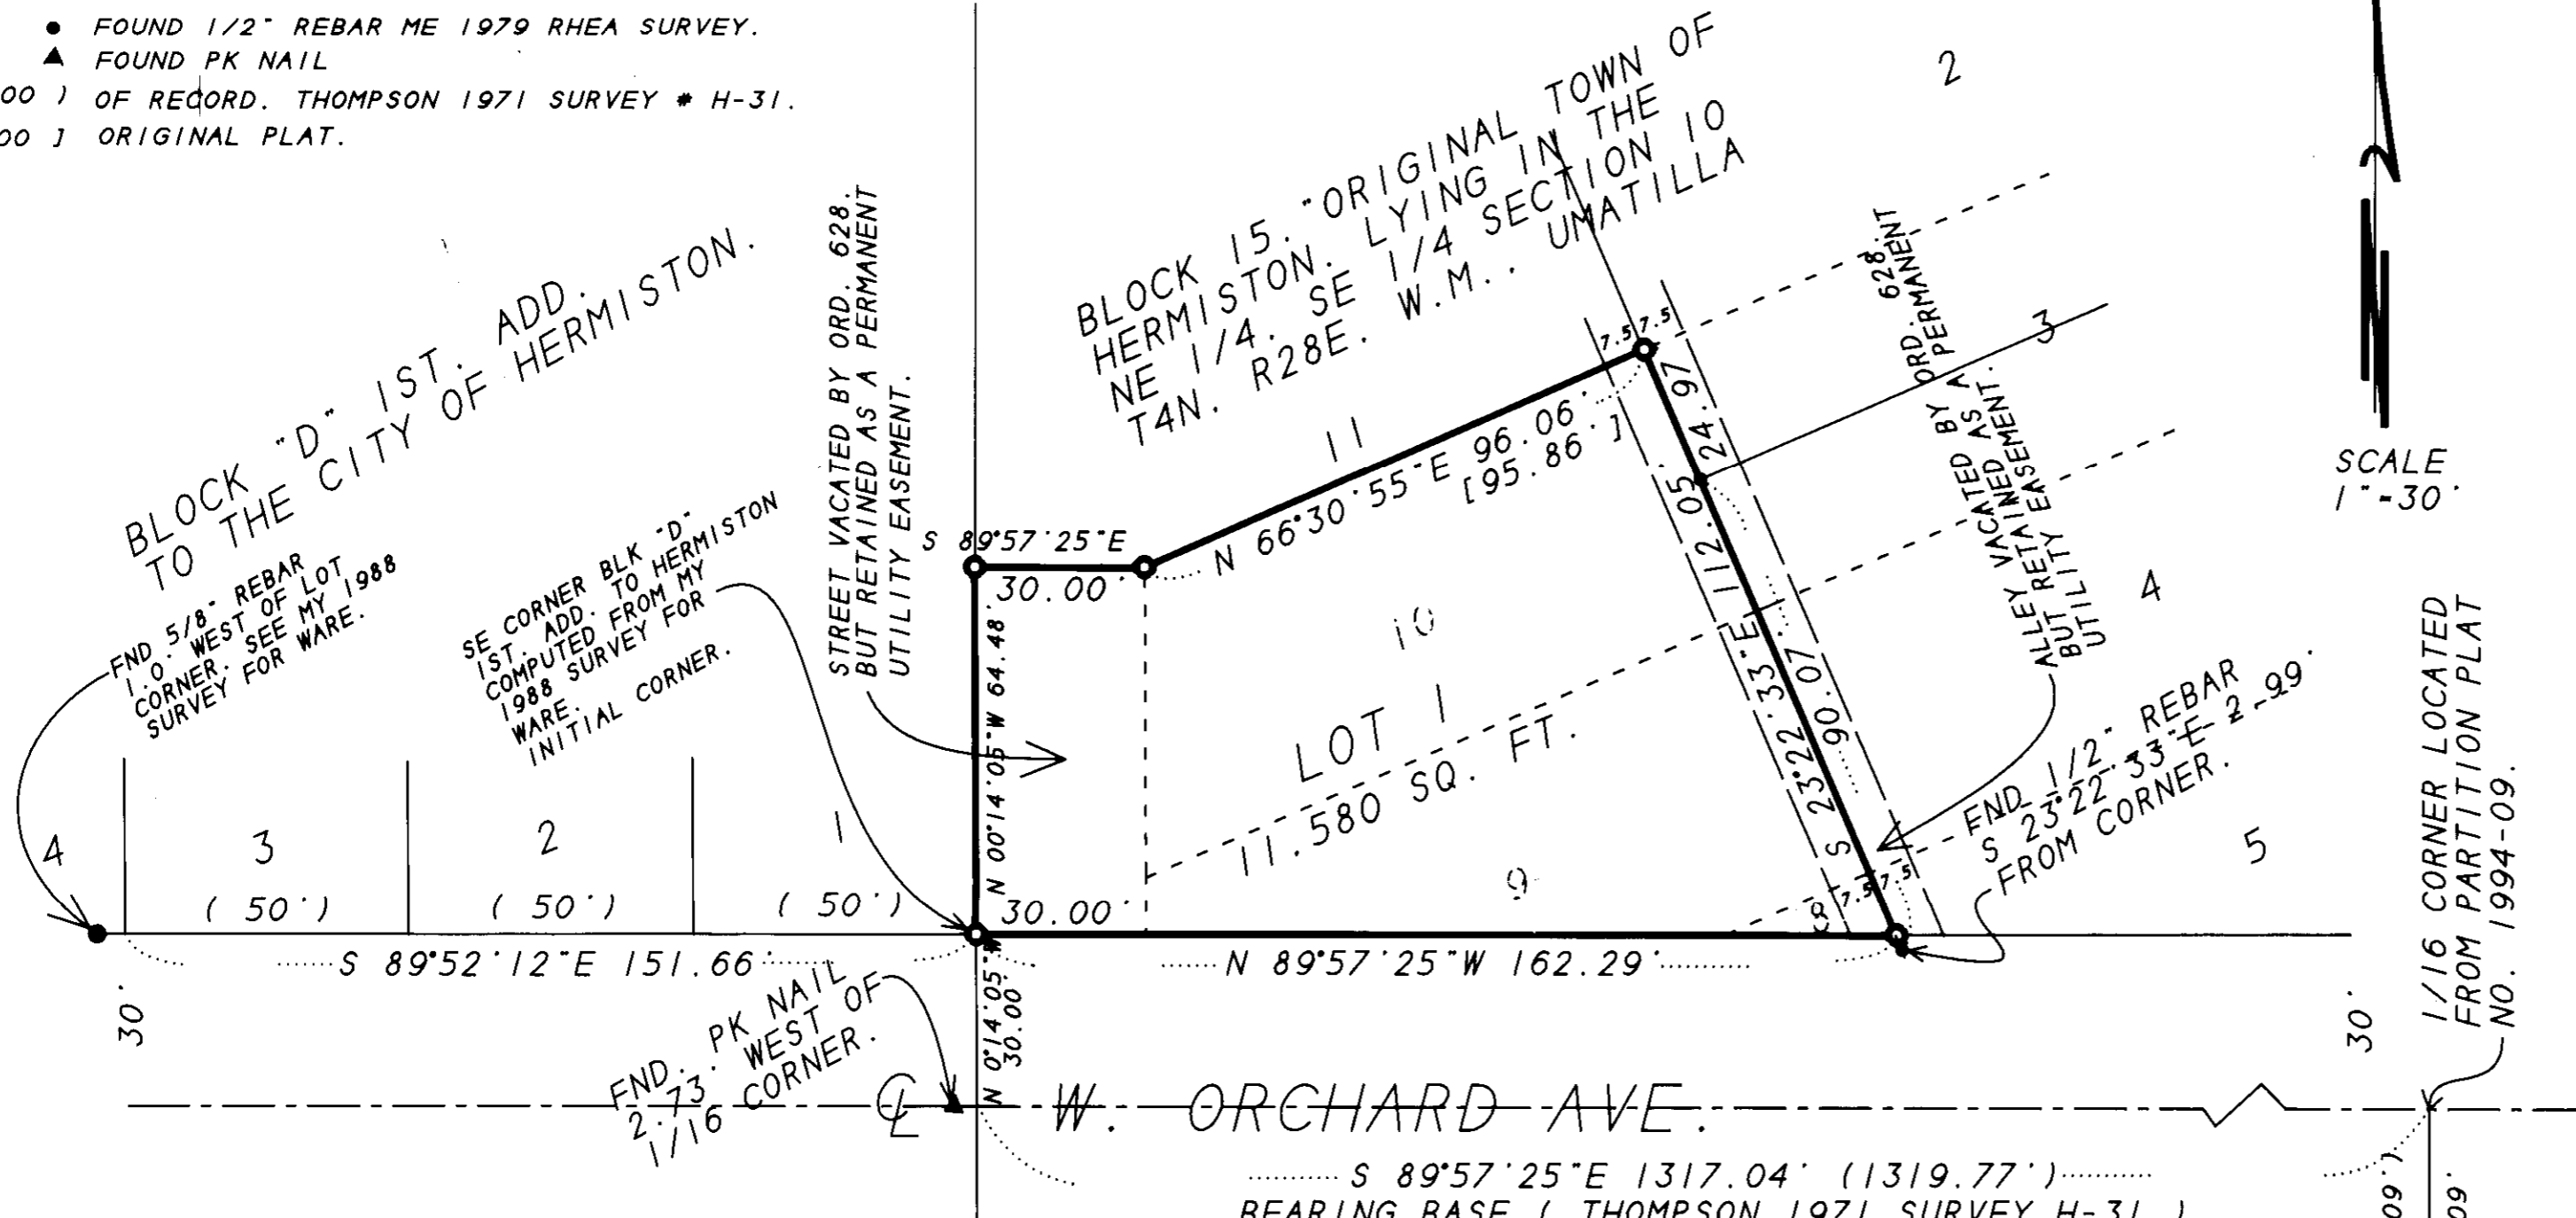 ● FOUND 1/2" REBAR ME 1979 RHEA SURVEY.
▲ FOUND PK NAIL
00 ) OF RECORD. THOMPSON 1971 SURVEY # H-31.
00 ] ORIGINAL PLAT.
BLOCK "D" 1ST. ADD.
TO THE CITY OF HERMISTON.
FND 5/8" REBAR
1.0' WEST OF LOT
CORNER. SEE MY 1988
SURVEY FOR WARE.
SE CORNER BLK "D"
1ST. ADD. TO HERMISTON
COMPUTED FROM MY
1988 SURVEY FOR
WARE.
INITIAL CORNER.
STREET VACATED BY ORD. 628.
BUT RETAINED AS A PERMANENT
UTILITY EASEMENT.
BLOCK 15. "ORIGINAL TOWN OF
HERMISTON. LYING IN THE
NE 1/4. SE 1/4 SECTION 10
T4N. R28E. W.M.. UMATILLA
2
3
4
5
11
10
9
8
7.5' 7.5'
24.97
S 89°57'25"E
30.00'
N 66°30'55"E 96.06'
[95.86']
S 23°22'33"E 112.05'
90.07'
ALLEY VACATED BY ORD. 628.
BUT RETAINED AS A PERMANENT
UTILITY EASEMENT.
SCALE
1"=30'
LOT 1
11.580 SQ. FT.
N 00°14'05"W 64.48'
30.00'
7.5' 7.5'
FND 1/2" REBAR
S 23°22'33"E 2.99'
FROM CORNER.
1/16 CORNER LOCATED
FROM PARTITION PLAT
NO. 1994-09.
4
3
2
1
( 50')
( 50')
( 50')
S 89°52'12"E 151.66'
N 89°57'25"W 162.29'
30'
30'
N 0°14'05"W
30.00'
FND. PK NAIL
2.73' WEST OF
1/16 CORNER.
CL W. ORCHARD AVE.
S 89°57'25"E 1317.04' (1319.77')
BEARING BASE ( THOMPSON 1971 SURVEY H-31 )